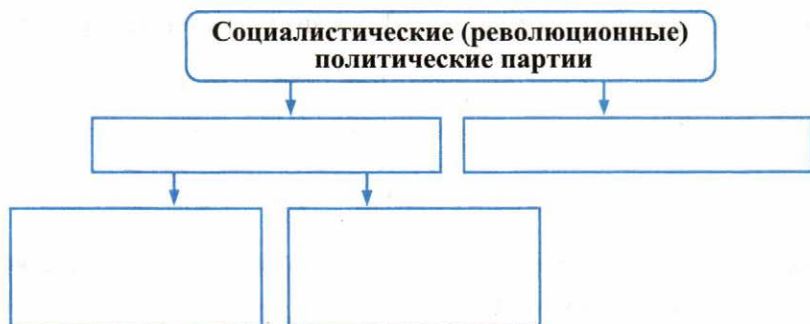 Социалистические (революционные)
политические партии